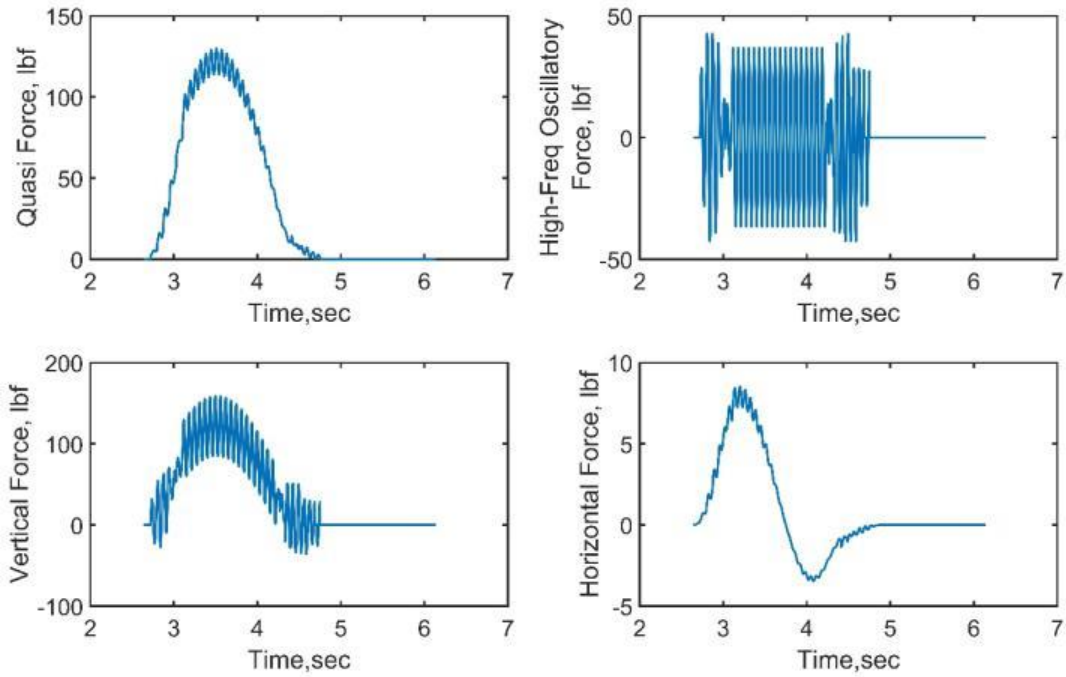 150
100
50
0
Quasi Force, lbf
2 3 4 5 6 7
Time,sec
50
0
-50
High-Freq Oscillatory
Force, lbf
2 3 4 5 6 7
Time,sec
200
100
0
-100
Vertical Force, lbf
2 3 4 5 6 7
Time,sec
10
5
0
-5
Horizontal Force, lbf
2 3 4 5 6 7
Time,sec